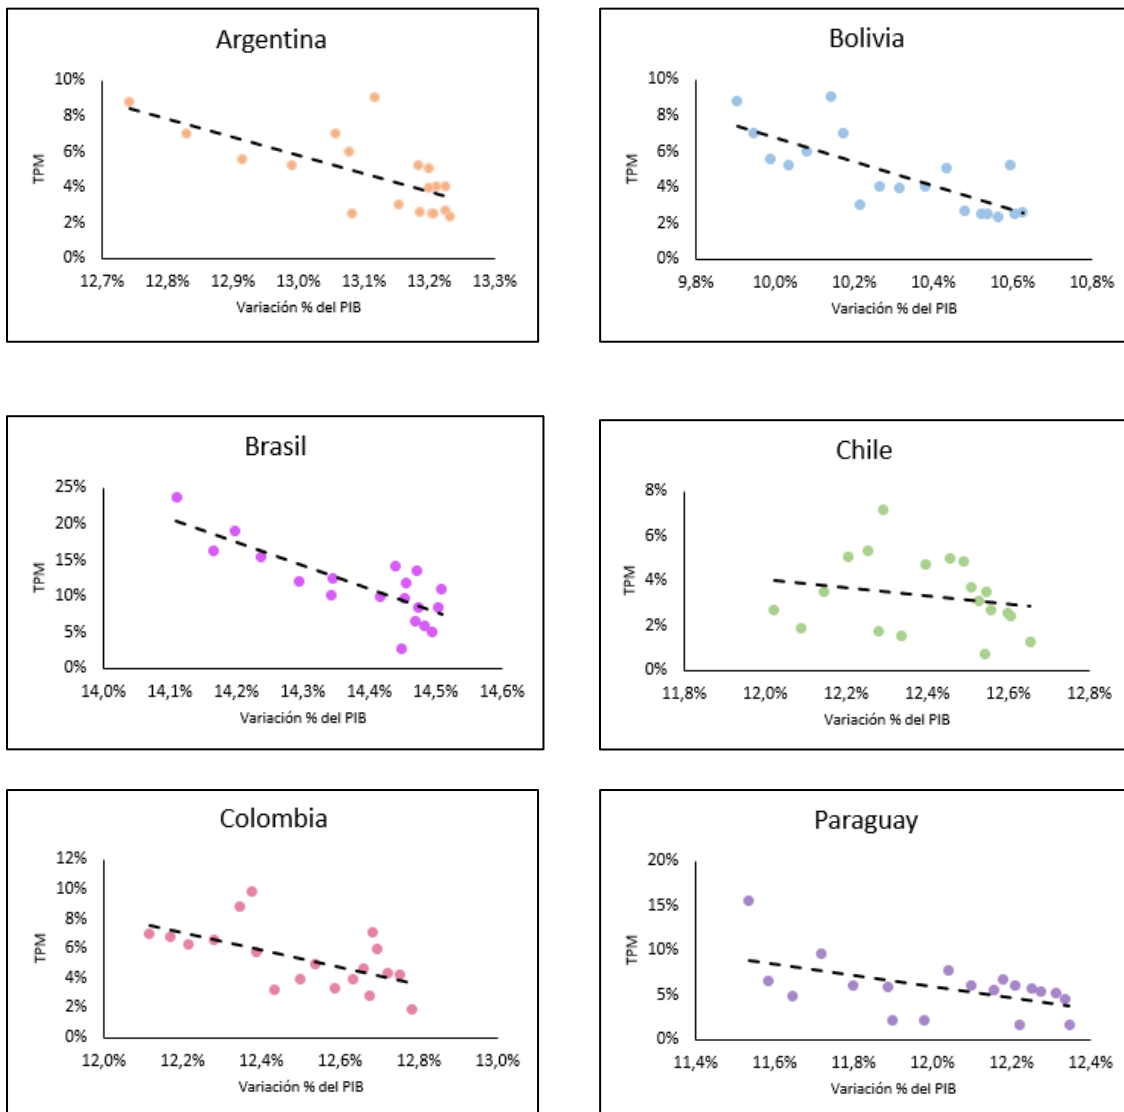 Argentina
10%
8%
6%
4%
2%
0%
TPM
12,7% 12,8% 12,9% 13,0% 13,1% 13,2% 13,3%
Variación % del PIB
Bolivia
10%
8%
6%
4%
2%
0%
TPM
9,8% 10,0% 10,2% 10,4% 10,6% 10,8%
Variación % del PIB
Brasil
25%
20%
15%
10%
5%
0%
TPM
14,0% 14,1% 14,2% 14,3% 14,4% 14,5% 14,6%
Variación % del PIB
Chile
8%
6%
4%
2%
0%
TPM
11,8% 12,0% 12,2% 12,4% 12,6% 12,8%
Variación % del PIB
Colombia
12%
10%
8%
6%
4%
2%
0%
TPM
12,0% 12,2% 12,4% 12,6% 12,8% 13,0%
Variación % del PIB
Paraguay
20%
15%
10%
5%
0%
TPM
11,4% 11,6% 11,8% 12,0% 12,2% 12,4%
Variación % del PIB